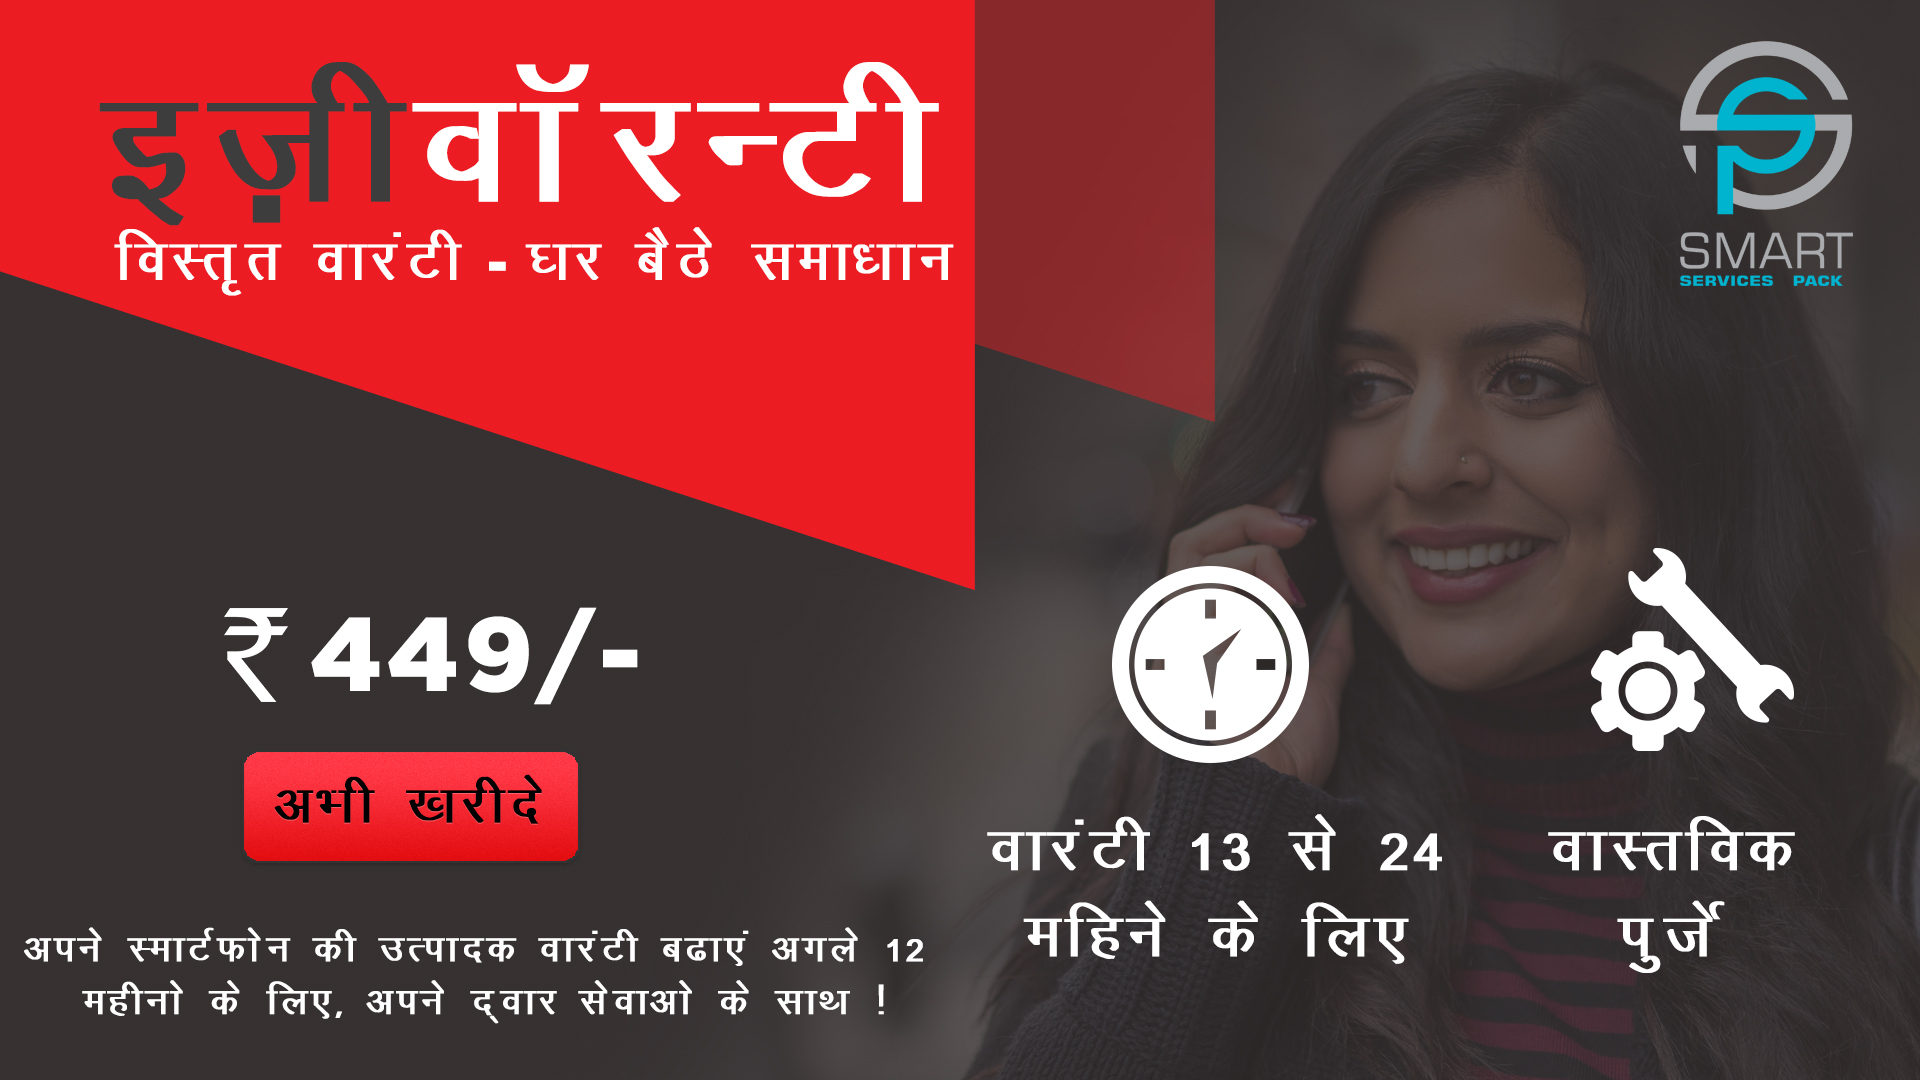 इज़ीवॉरन्टी
विस्तृत वारंटी - घर बैठे समाधान
SMART
SERVICES PACK
₹449/-
अभी खरीदे
अपने स्मार्टफोन की उत्पादक वारंटी बढाएं अगले 12
महीनो के लिए, अपने द्वार सेवाओ के साथ !
वारंटी 13 से 24
महिने के लिए
वास्तविक
पुर्जे